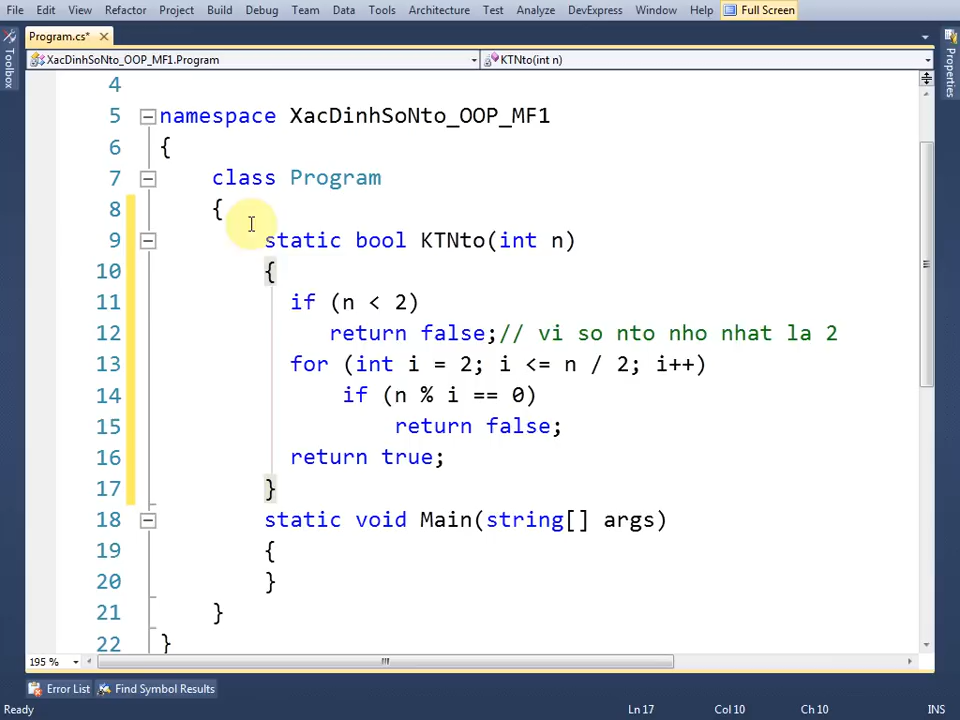 File Edit View Refactor Project Build Debug Team Data Tools Architecture Test Analyze DevExpress Window Help Full Screen
Program.cs* ×
XacDinhSoNto_OOP_MF1.Program KTNto(int n)
Toolbox
Properties
4
5 namespace XacDinhSoNto_OOP_MF1
6 {
7 class Program
8 {
9 static bool KTNto(int n)
10 {
11 if (n < 2)
12 return false;// vi so nto nho nhat la 2
13 for (int i = 2; i <= n / 2; i++)
14 if (n % i == 0)
15 return false;
16 return true;
17 }
18 static void Main(string[] args)
19 {
20 }
21 }
22 }
195 %
Error List Find Symbol Results
Ready Ln 17 Col 10 Ch 10 INS